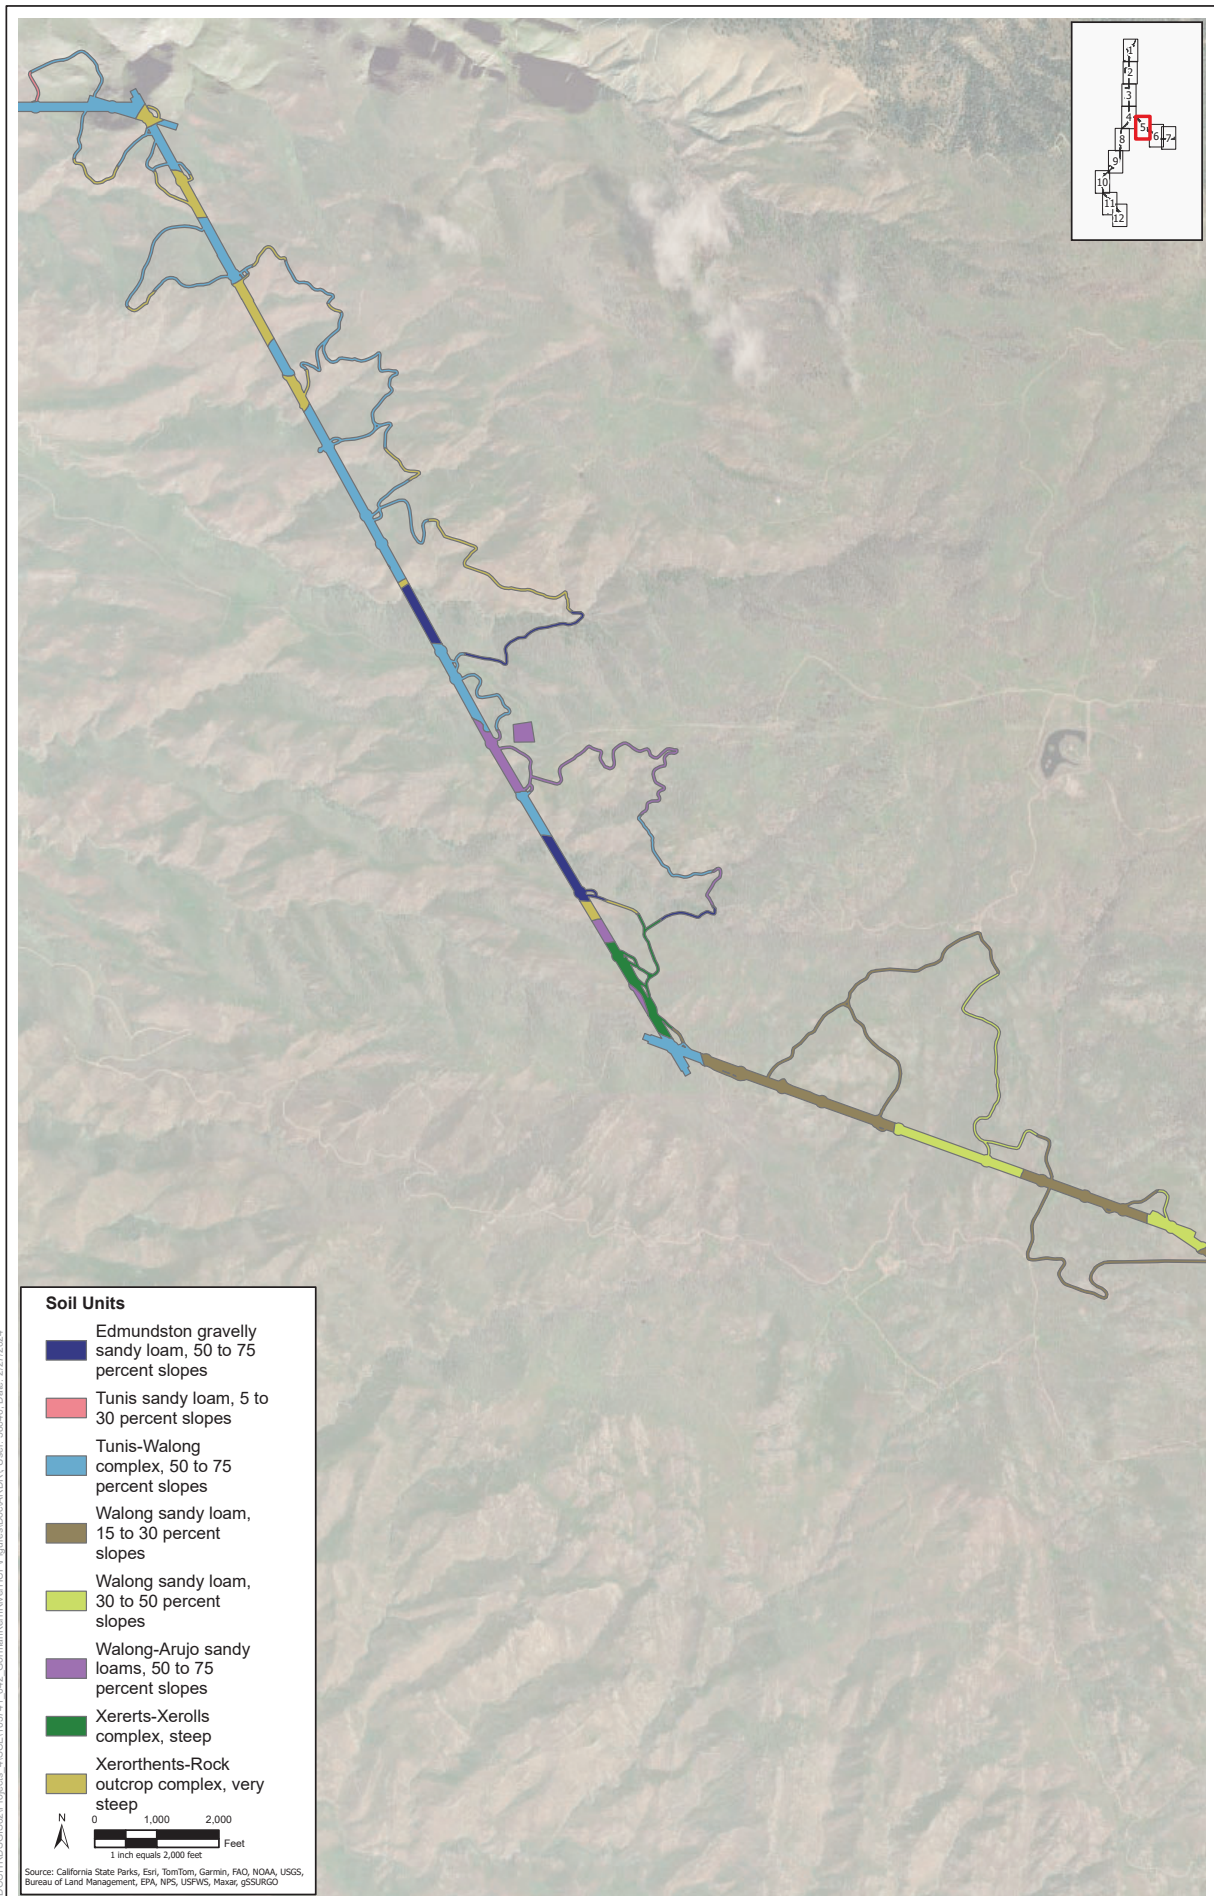 1
2
3
4
5
6
7
8
9
10
11
12
Soil Units
Edmundston gravelly
sandy loam, 50 to 75
percent slopes
Tunis sandy loam, 5 to
30 percent slopes
Tunis-Walong
complex, 50 to 75
percent slopes
Walong sandy loam,
15 to 30 percent
slopes
Walong sandy loam,
30 to 50 percent
slopes
Walong-Arujo sandy
loams, 50 to 75
percent slopes
Xererts-Xerolls
complex, steep
Xerorthents-Rock
outcrop complex, very
steep
N
0 1,000 2,000
Feet
1 inch equals 2,000 feet
Source: California State Parks, Esri, TomTom, Garmin, FAO, NOAA, USGS,
Bureau of Land Management, EPA, NPS, USFWS, Maxar, gSSURGO